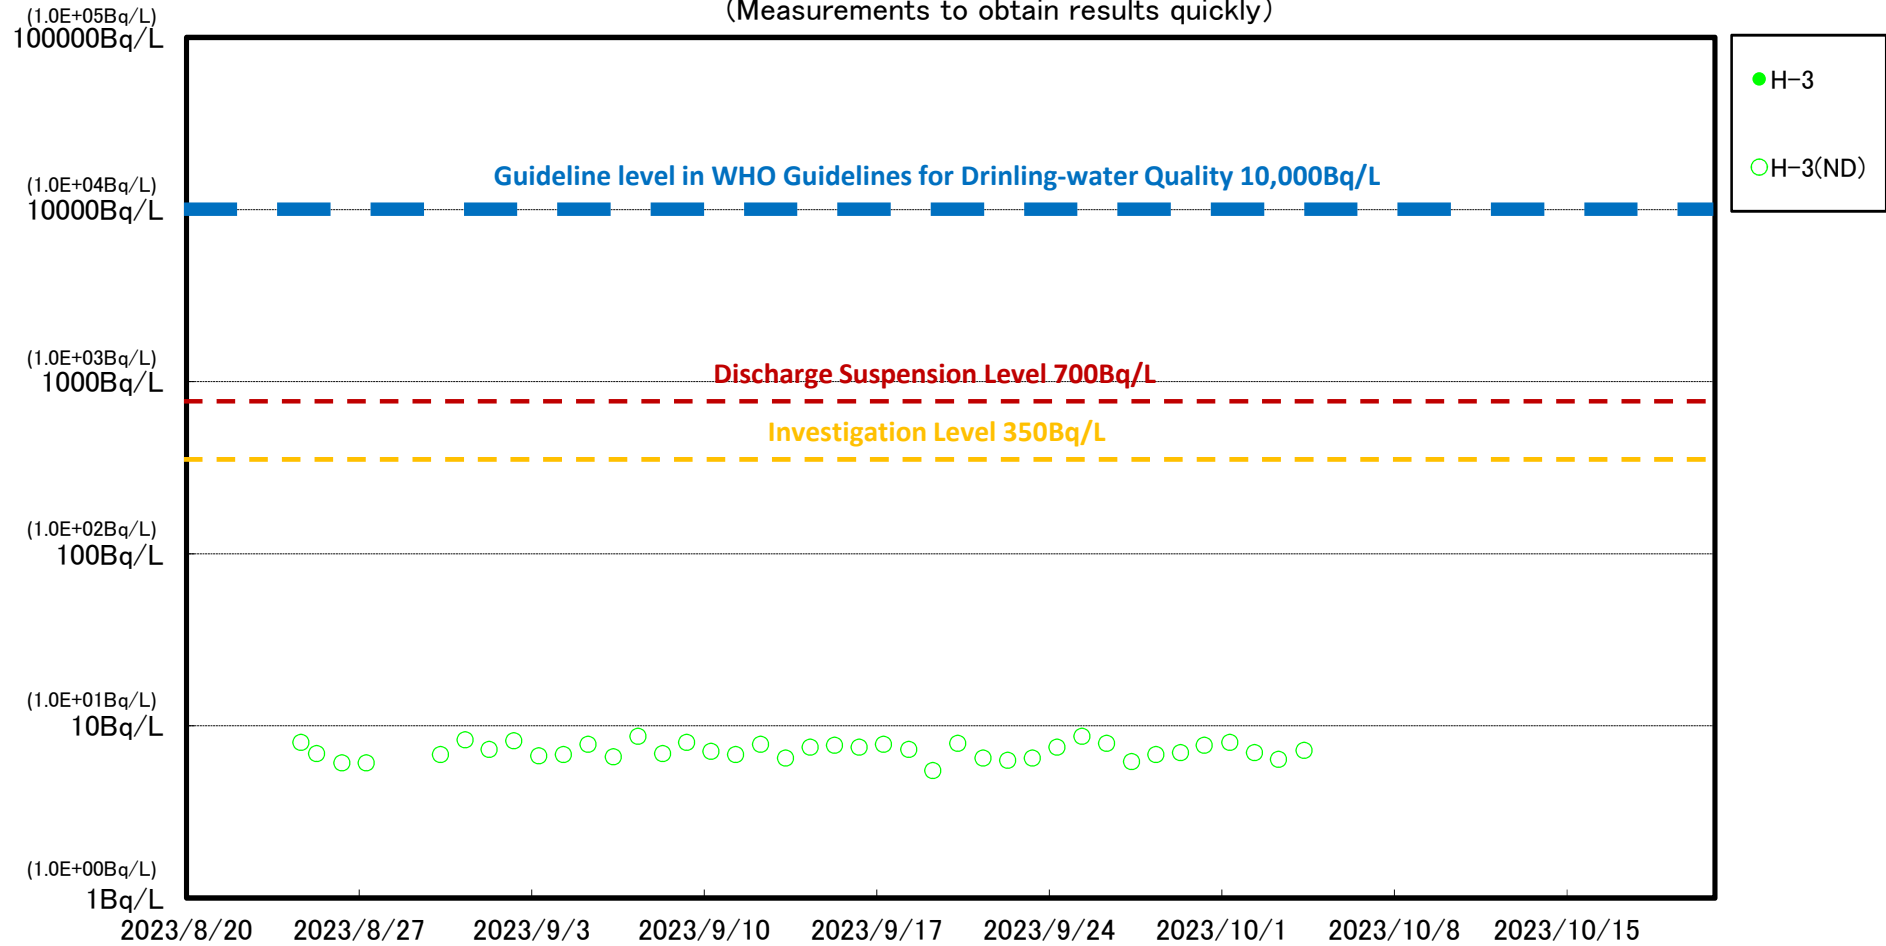 (Measurements to obtain results quickly)
(1.0E+05Bq/L)
100000Bq/L
H-3
H-3(ND)
Guideline level in WHO Guidelines for Drinling-water Quality 10,000Bq/L
(1.0E+04Bq/L)
10000Bq/L
(1.0E+03Bq/L)
1000Bq/L
Discharge Suspension Level 700Bq/L
Investigation Level 350Bq/L
(1.0E+02Bq/L)
100Bq/L
(1.0E+01Bq/L)
10Bq/L
(1.0E+00Bq/L)
1Bq/L
2023/8/20 2023/8/27 2023/9/3 2023/9/10 2023/9/17 2023/9/24 2023/10/1 2023/10/8 2023/10/15